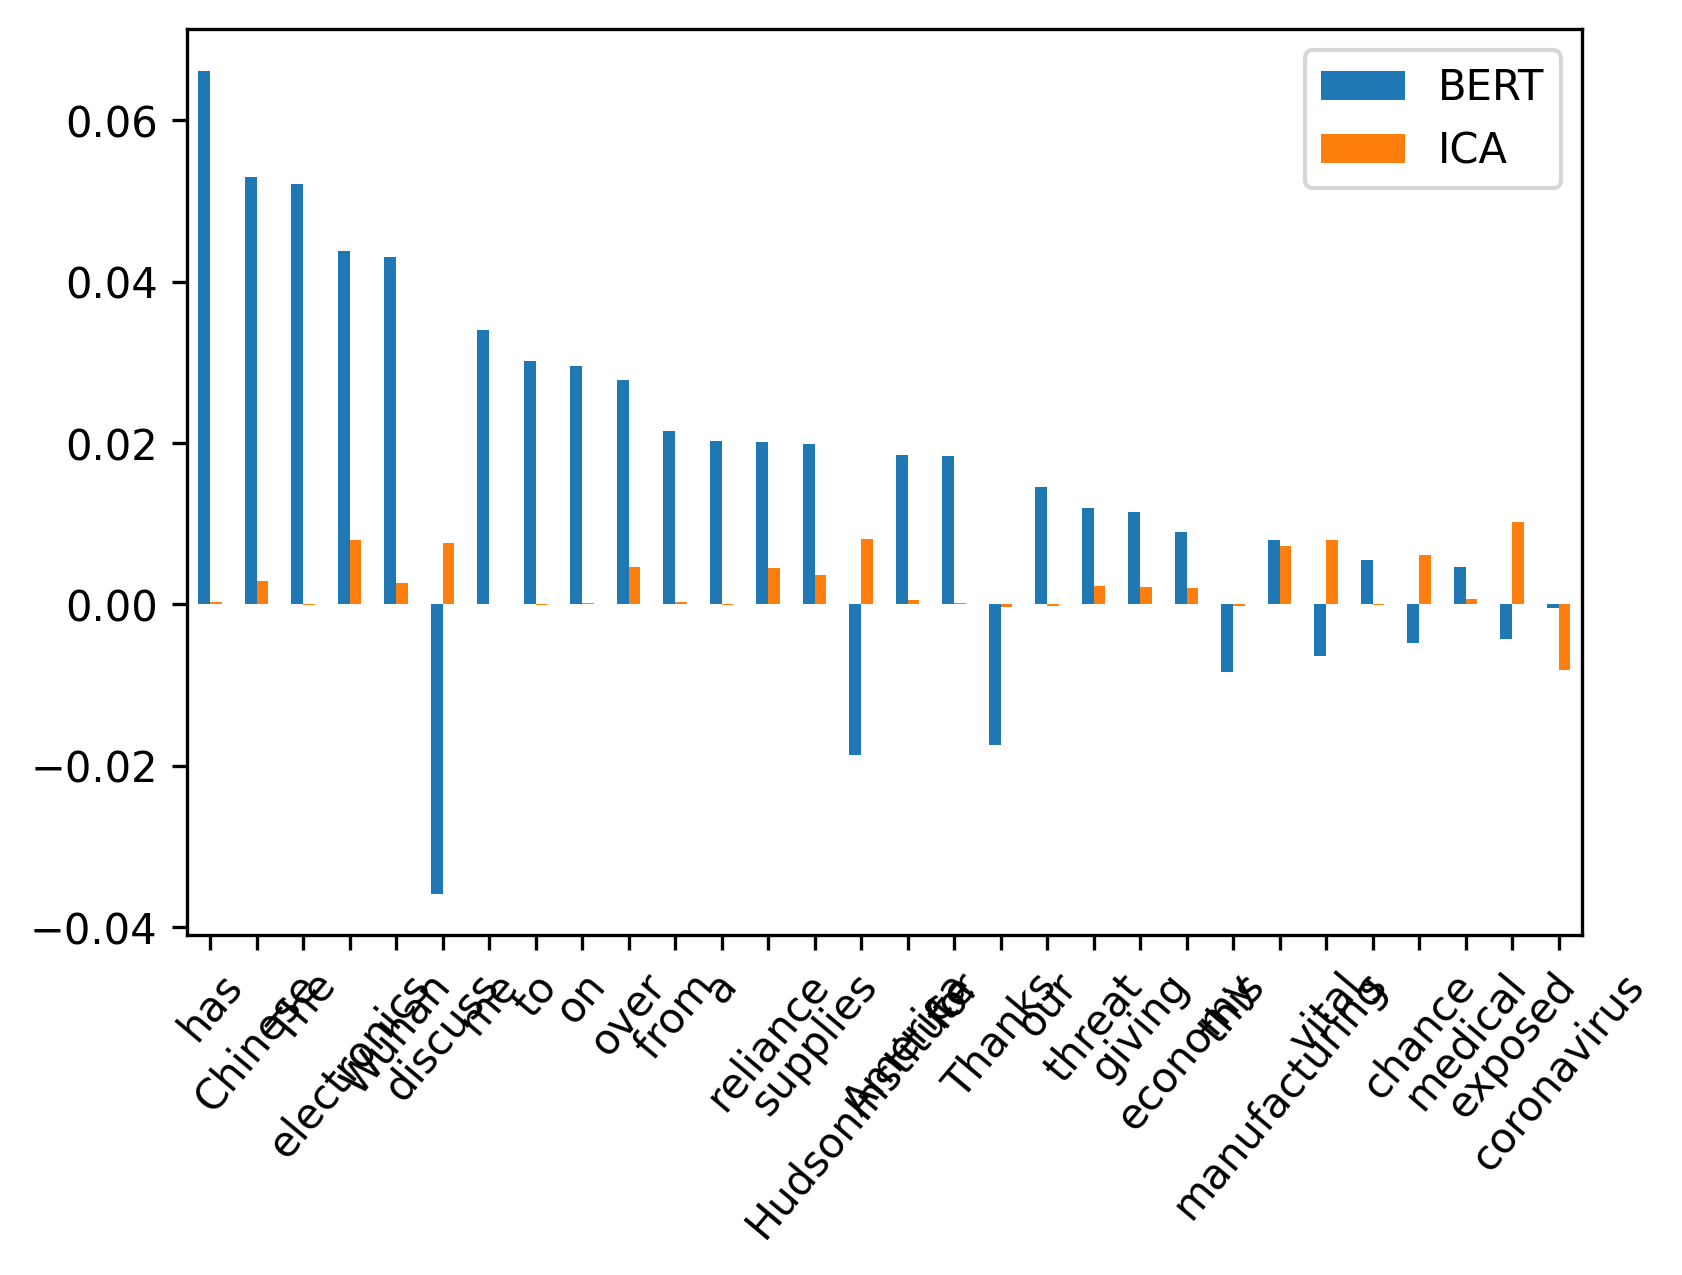 BERT
ICA
0.06
0.04
0.02
0.00
−0.02
−0.04
has
Chinese
The
electronics
Wuhan
discuss
me
to
on
over
from
a
reliance
supplies
HudsonInstitute
America
for
Thanks
our
threat
giving
economy
this
manufacturing
vital
chance
medical
exposed
coronavirus